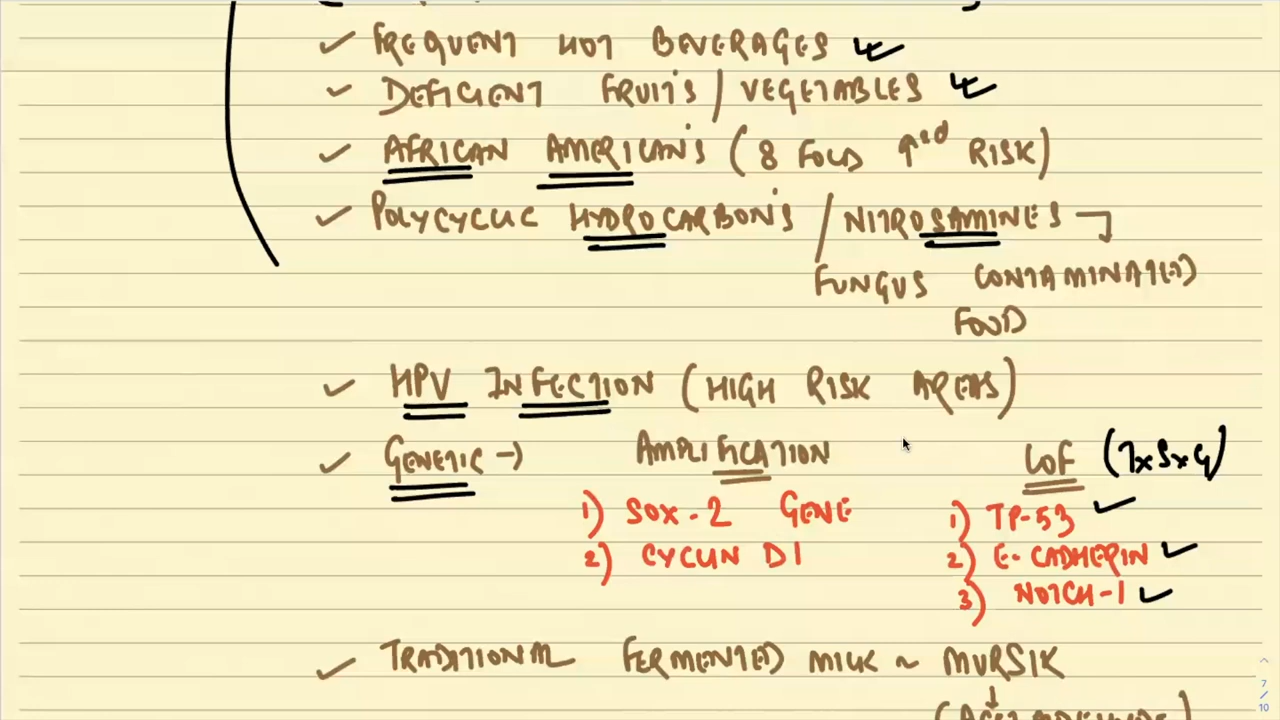 FREQUENT HOT BEVERAGES
DEFICIENT FRUITS / VEGETABLES
AFRICAN AMERICANS (8 FOLD ↑ed RISK)
POLYCYCLIC HYDROCARBONS / NITROSAMINES
FUNGUS CONTAMINATED
FOOD
HPV INFECTION (HIGH RISK AREAS)
GENETIC → AMPLIFICATION LOF
1) SOX-2 GENE 1) TP-53
2) CYCLIN D1 2) E-CADHERIN
3) NOTCH-1
TRADITIONAL FERMENTED MILK ~ MURSIK
7
/
10